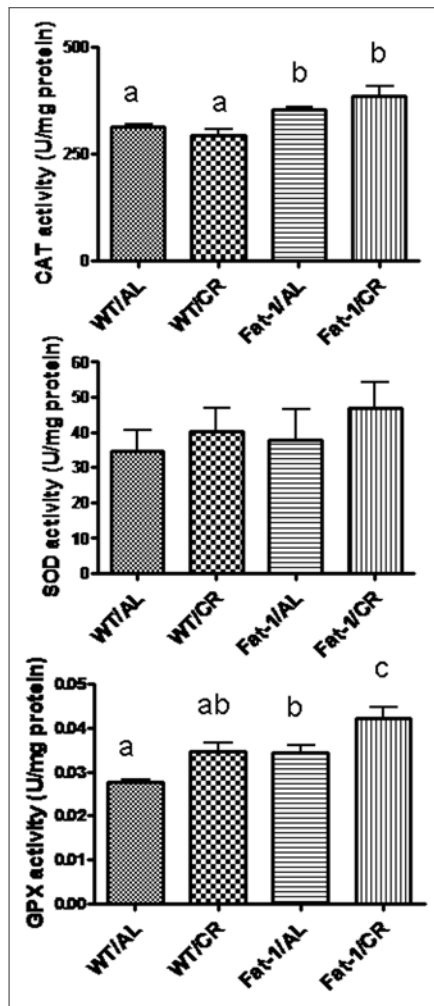 CAT activity (U/mg protein)
500
250
0
a
a
b
b
WT/AL
WT/CR
Fat-1/AL
Fat-1/CR
SOD activity (U/mg protein)
60
50
40
30
20
10
0
WT/AL
WT/CR
Fat-1/AL
Fat-1/CR
GPX activity (U/mg protein)
0.05
0.04
0.03
0.02
0.01
0.00
a
ab
b
c
WT/AL
WT/CR
Fat-1/AL
Fat-1/CR